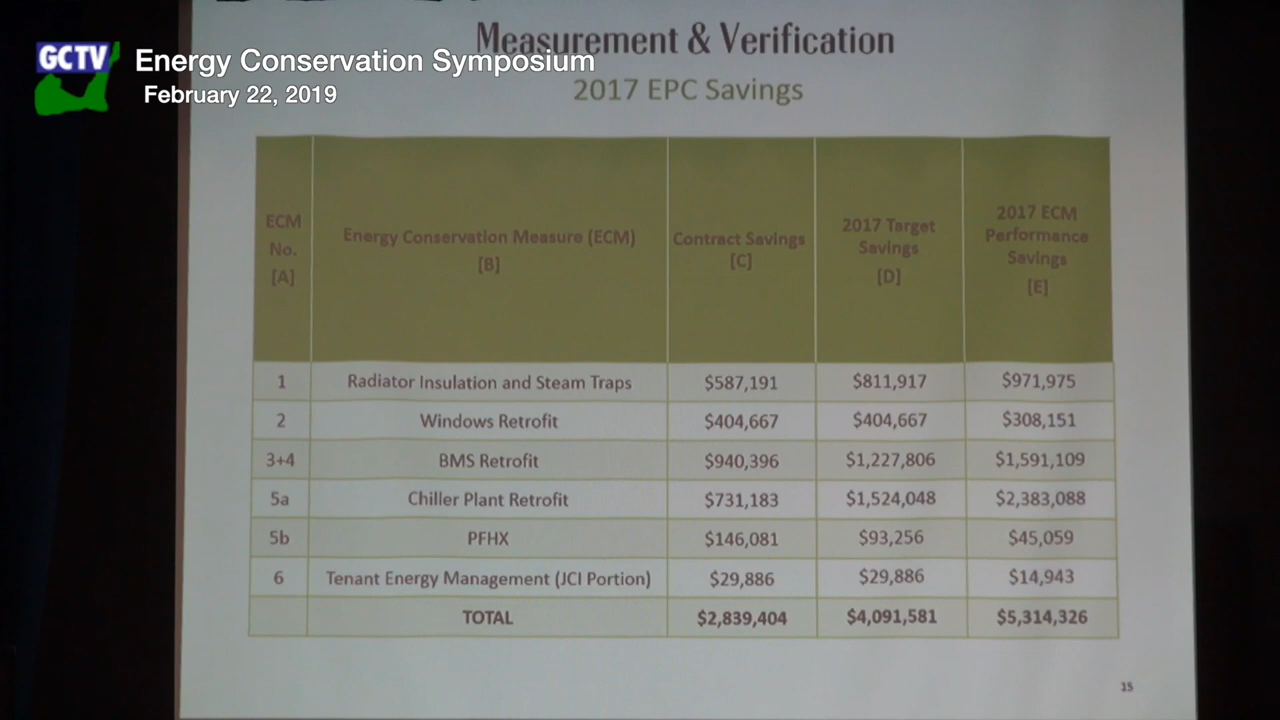 Measurement & Verification
GCTV
Energy Conservation Symposium
February 22, 2019
2017 EPC Savings
ECM No. [A] Energy Conservation Measure (ECM) [B] Contract Savings [C] 2017 Target Savings [D] 2017 ECM Performance Savings [E]
1 Radiator Insulation and Steam Traps $587,191 $811,917 $971,975
2 Windows Retrofit $404,667 $404,667 $308,151
3+4 BMS Retrofit $940,396 $1,227,806 $1,591,109
5a Chiller Plant Retrofit $731,183 $1,524,048 $2,383,088
5b PFHX $146,081 $93,256 $45,059
6 Tenant Energy Management (JCI Portion) $29,886 $29,886 $14,943
TOTAL $2,839,404 $4,091,581 $5,314,326
15